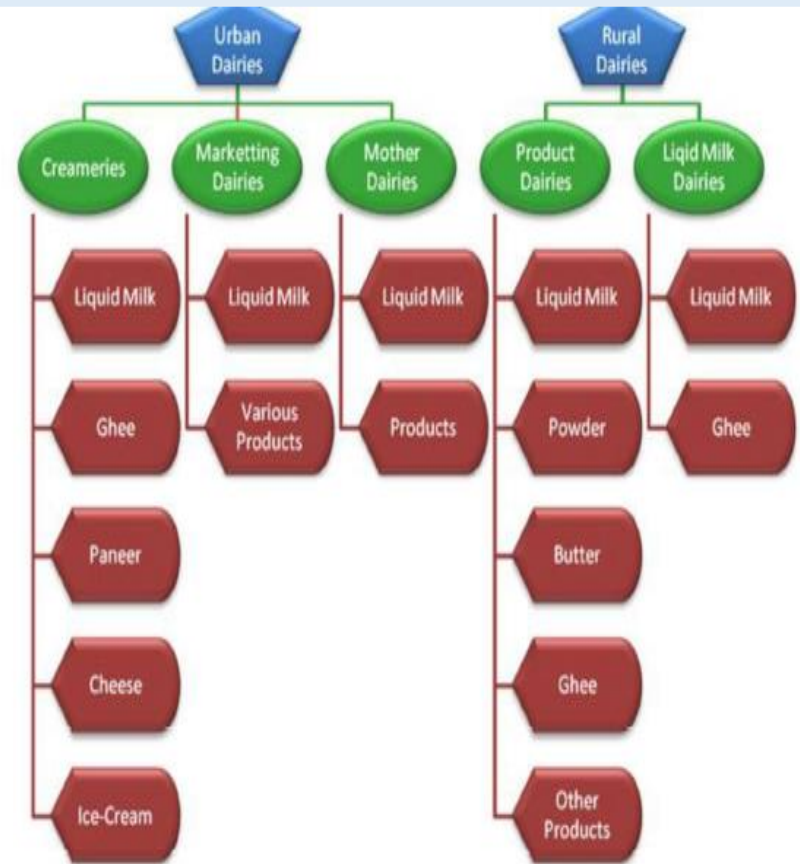 Urban
Dairies
Rural
Dairies
Creameries
Marketting
Dairies
Mother
Dairies
Product
Dairies
Liqid Milk
Dairies
Liquid Milk
Liquid Milk
Liquid Milk
Liquid Milk
Liquid Milk
Ghee
Various
Products
Products
Powder
Ghee
Paneer
Butter
Cheese
Ghee
Ice-Cream
Other
Products